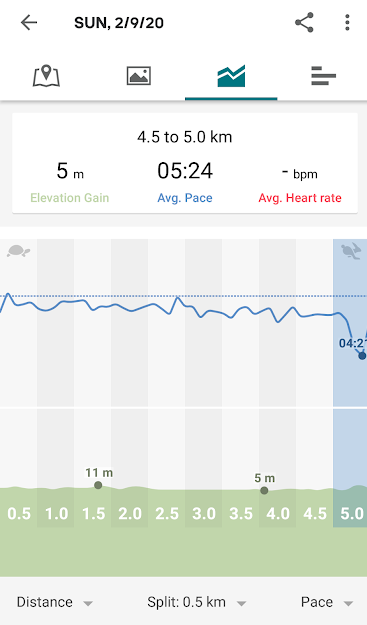 SUN, 2/9/20
4.5 to 5.0 km
5 m 05:24 - bpm
Elevation Gain Avg. Pace Avg. Heart rate
04:21
11 m 5 m
0.5 1.0 1.5 2.0 2.5 3.0 3.5 4.0 4.5 5.0
Distance Split: 0.5 km Pace